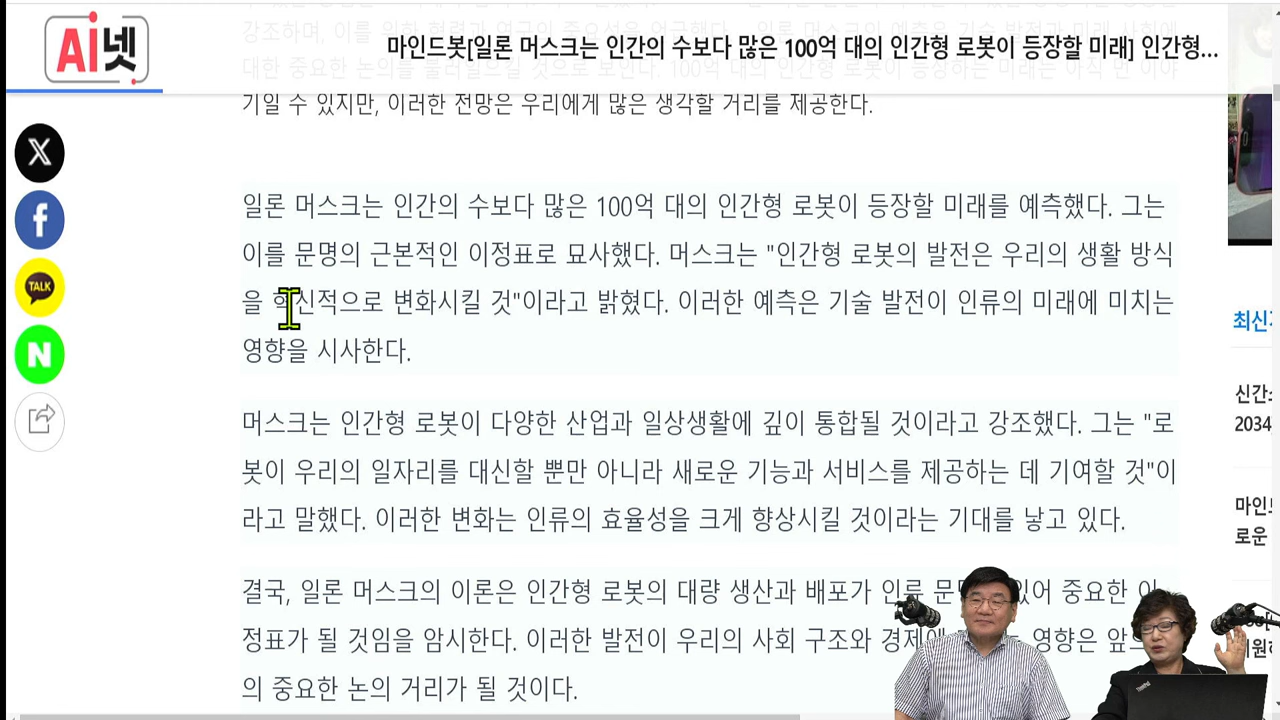 Ai넷
마인드봇[일론 머스크는 인간의 수보다 많은 100억 대의 인간형 로봇이 등장할 미래] 인간형...
기일 수 있지만, 이러한 전망은 우리에게 많은 생각할 거리를 제공한다.
일론 머스크는 인간의 수보다 많은 100억 대의 인간형 로봇이 등장할 미래를 예측했다. 그는
이를 문명의 근본적인 이정표로 묘사했다. 머스크는 "인간형 로봇의 발전은 우리의 생활 방식
을 혁신적으로 변화시킬 것"이라고 밝혔다. 이러한 예측은 기술 발전이 인류의 미래에 미치는
영향을 시사한다.
머스크는 인간형 로봇이 다양한 산업과 일상생활에 깊이 통합될 것이라고 강조했다. 그는 "로
봇이 우리의 일자리를 대신할 뿐만 아니라 새로운 기능과 서비스를 제공하는 데 기여할 것"이
라고 말했다. 이러한 변화는 인류의 효율성을 크게 향상시킬 것이라는 기대를 낳고 있다.
결국, 일론 머스크의 이론은 인간형 로봇의 대량 생산과 배포가 인류 있어 중요한
정표가 될 것임을 암시한다. 이러한 발전이 우리의 사회 구조와 영향은
의 중요한 논의 거리가 될 것이다.
TALK
N
최신
신간
2034
로운